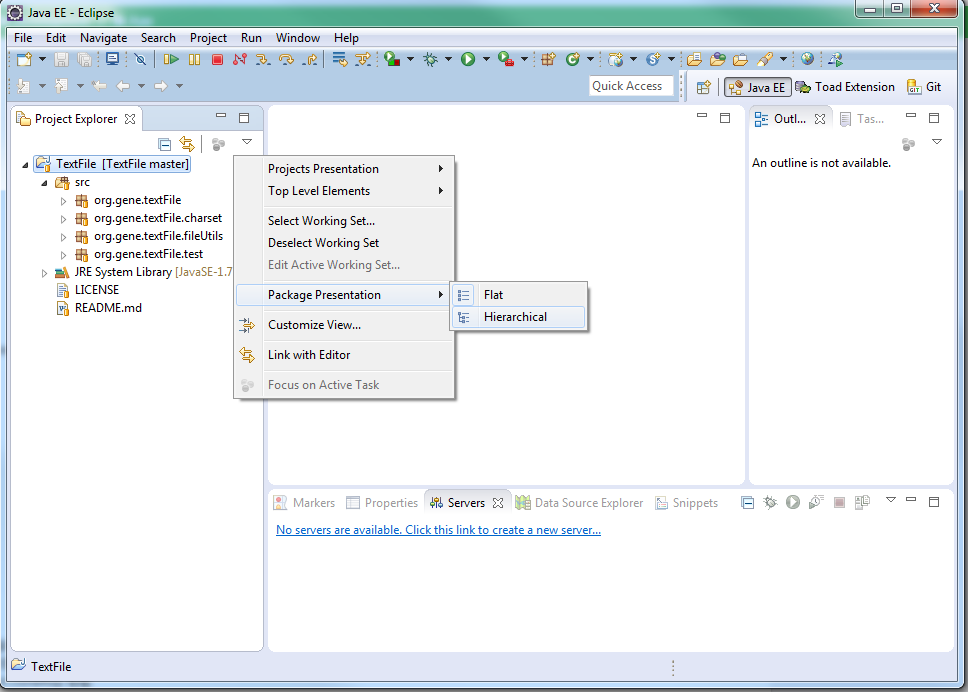 Java EE - Eclipse
File Edit Navigate Search Project Run Window Help
Quick Access
Java EE Toad Extension Git
Project Explorer
TextFile [TextFile master]
src
org.gene.textFile
org.gene.textFile.charset
org.gene.textFile.fileUtils
org.gene.textFile.test
JRE System Library [JavaSE-1.7
LICENSE
README.md
Projects Presentation
Top Level Elements
Select Working Set...
Deselect Working Set
Edit Active Working Set...
Package Presentation
Customize View...
Link with Editor
Focus on Active Task
Flat
Hierarchical
Outl... Tas...
An outline is not available.
Markers Properties Servers Data Source Explorer Snippets
No servers are available. Click this link to create a new server...
TextFile